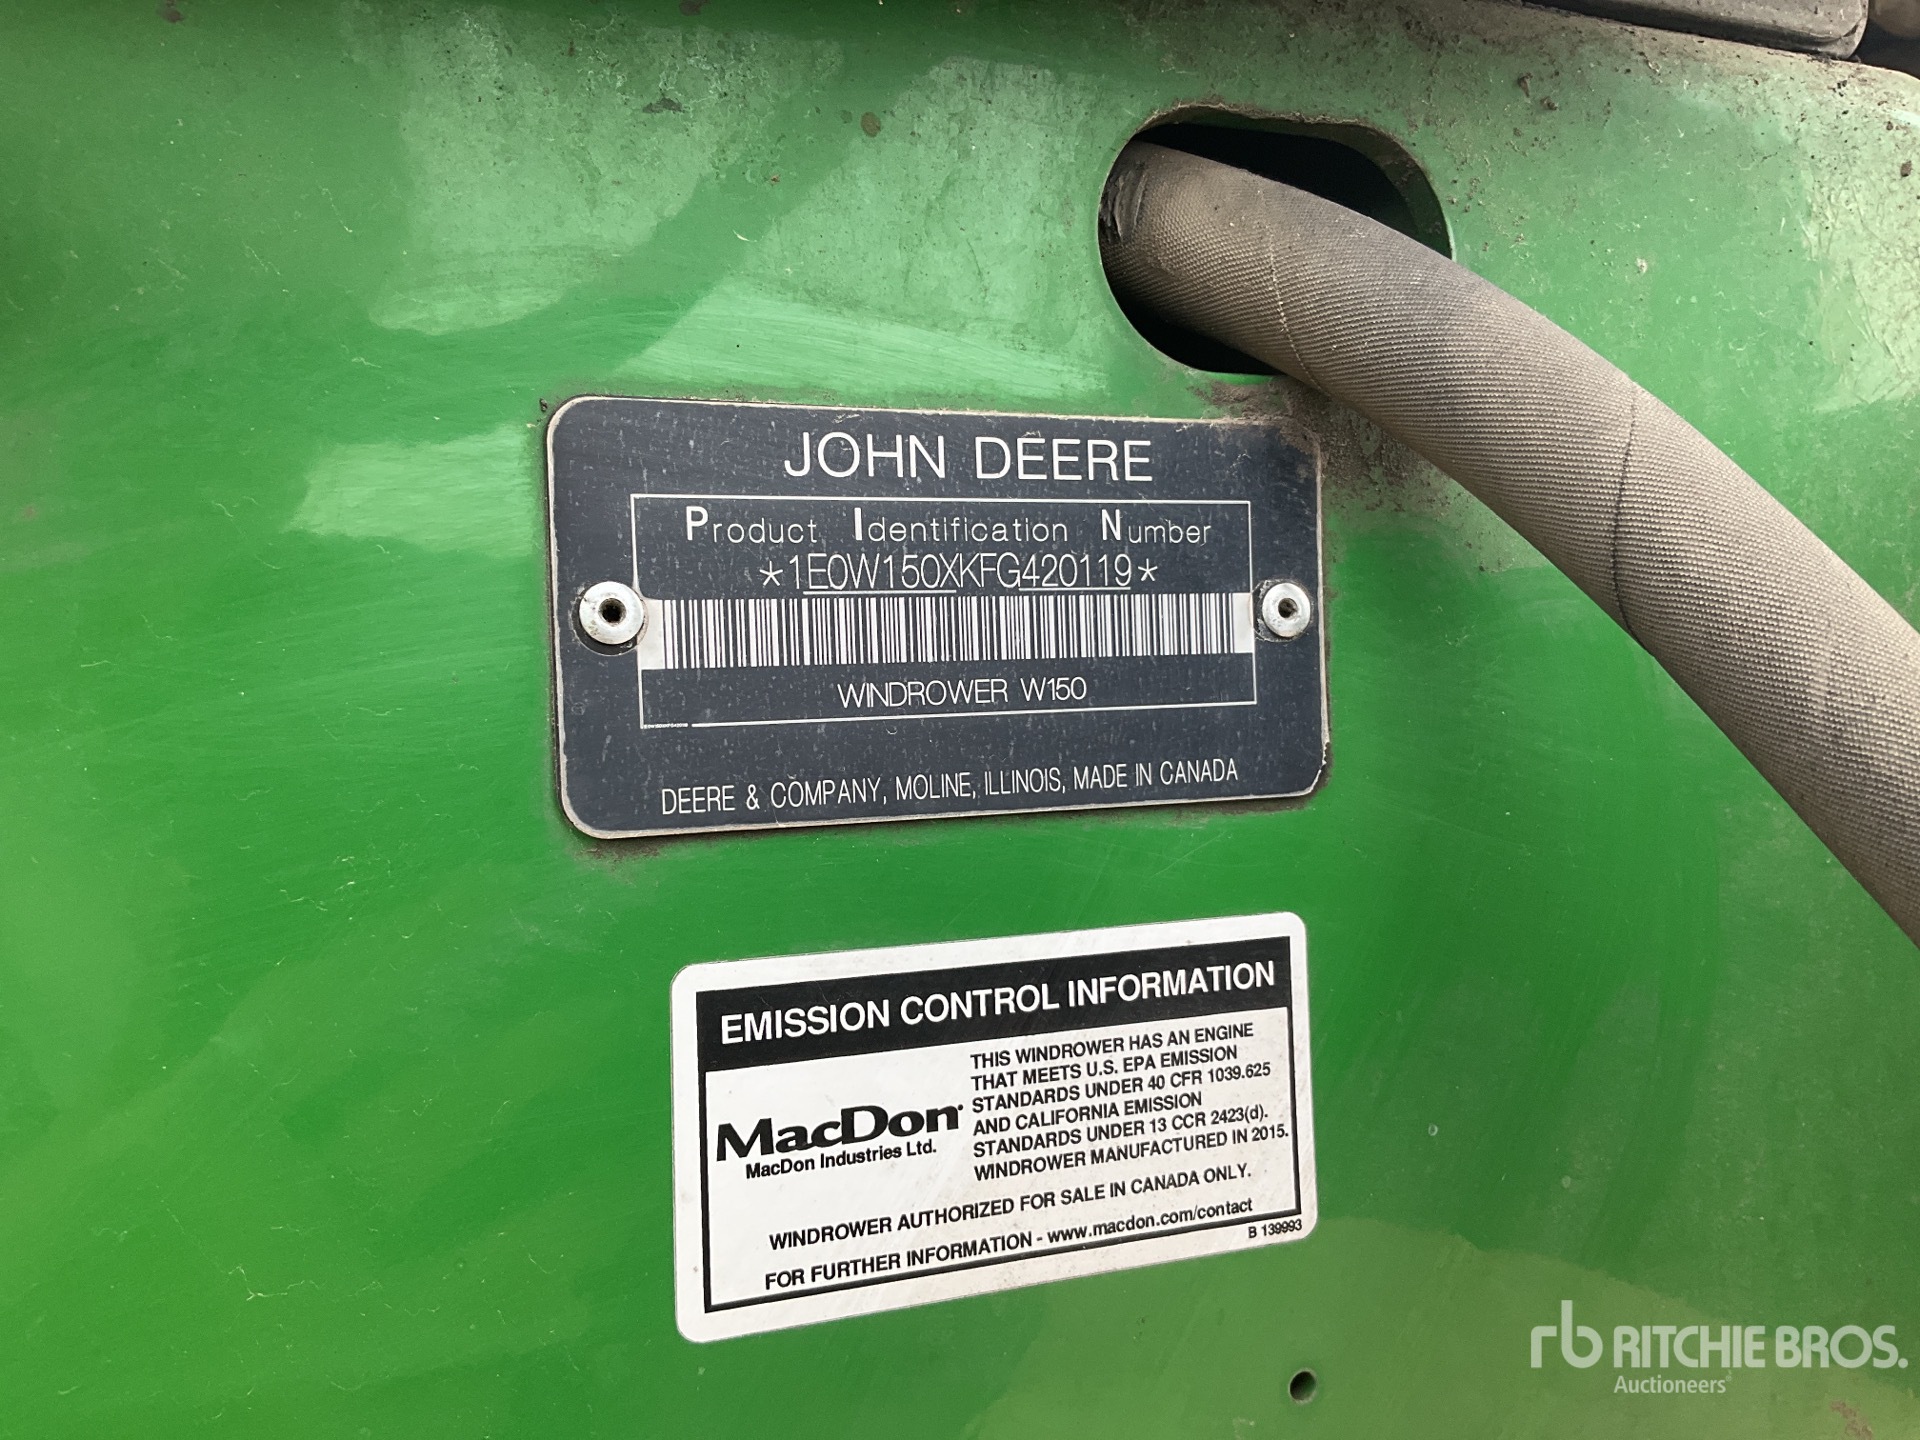 JOHN DEERE
Product Identification Number
*1E0W150XKFG420119*
WINDROWER W150
DEERE & COMPANY, MOLINE, ILLINOIS, MADE IN CANADA
EMISSION CONTROL INFORMATION
MacDon
MacDon Industries Ltd.
THIS WINDROWER HAS AN ENGINE
THAT MEETS U.S. EPA EMISSION
STANDARDS UNDER 40 CFR 1039.625
AND CALIFORNIA EMISSION
STANDARDS UNDER 13 CCR 2423(d).
WINDROWER MANUFACTURED IN 2015.
WINDROWER AUTHORIZED FOR SALE IN CANADA ONLY.
FOR FURTHER INFORMATION - www.macdon.com/contact
B 139993
rb RITCHIE BROS.
Auctioneers